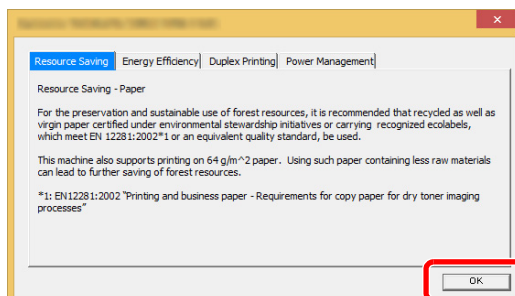 Resource Saving Energy Efficiency Duplex Printing Power Management
Resource Saving - Paper
For the preservation and sustainable use of forest resources, it is recommended that recycled as well as
virgin paper certified under environmental stewardship initiatives or carrying recognized ecolabels,
which meet EN 12281:2002*1 or an equivalent quality standard, be used.
This machine also supports printing on 64 g/m^2 paper. Using such paper containing less raw materials
can lead to further saving of forest resources.
*1: EN12281:2002 "Printing and business paper - Requirements for copy paper for dry toner imaging
processes"
OK